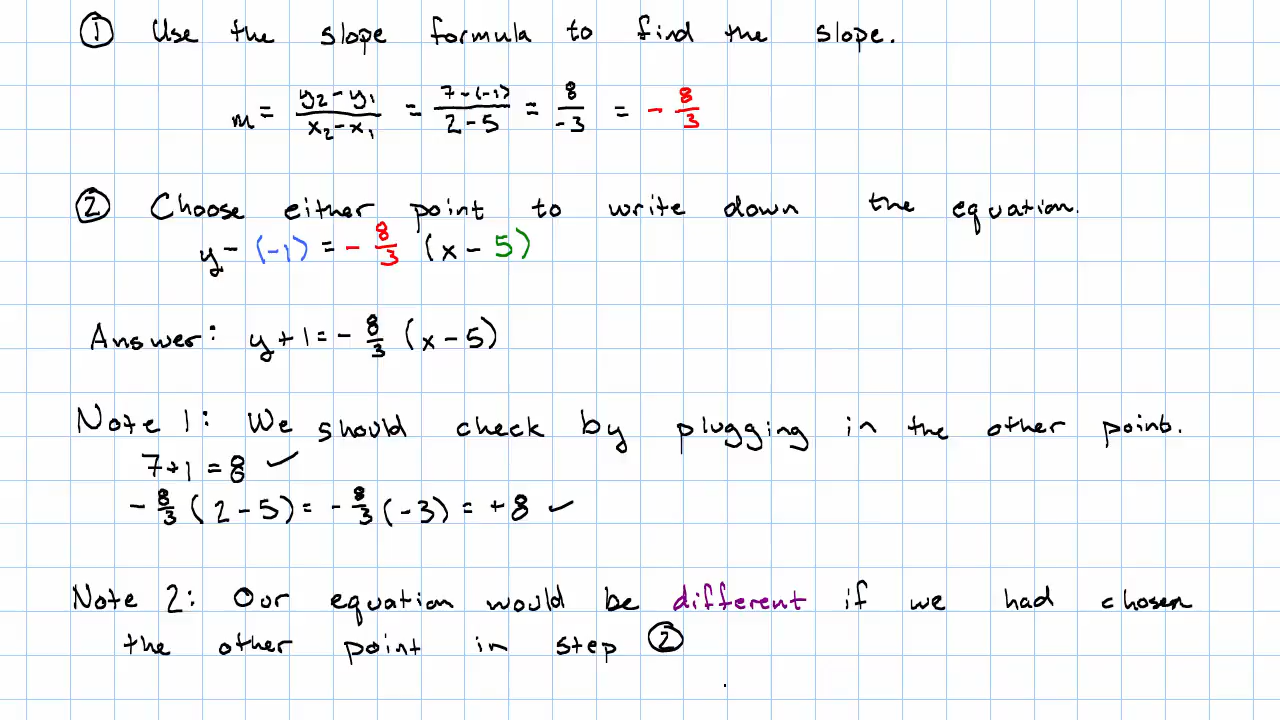 ① Use the slope formula to find the slope.
m = (y₂ - y₁)/(x₂ - x₁) = (7-(-1))/(2-5) = 8/-3 = - 8/3
② Choose either point to write down the equation.
y - (-1) = - 8/3 (x - 5)
Answer: y + 1 = - 8/3 (x - 5)
Note 1: We should check by plugging in the other point.
7+1 = 8 ✓
- 8/3 (2 - 5) = - 8/3 (-3) = +8 ✓
Note 2: Our equation would be different if we had chosen
the other point in step ②